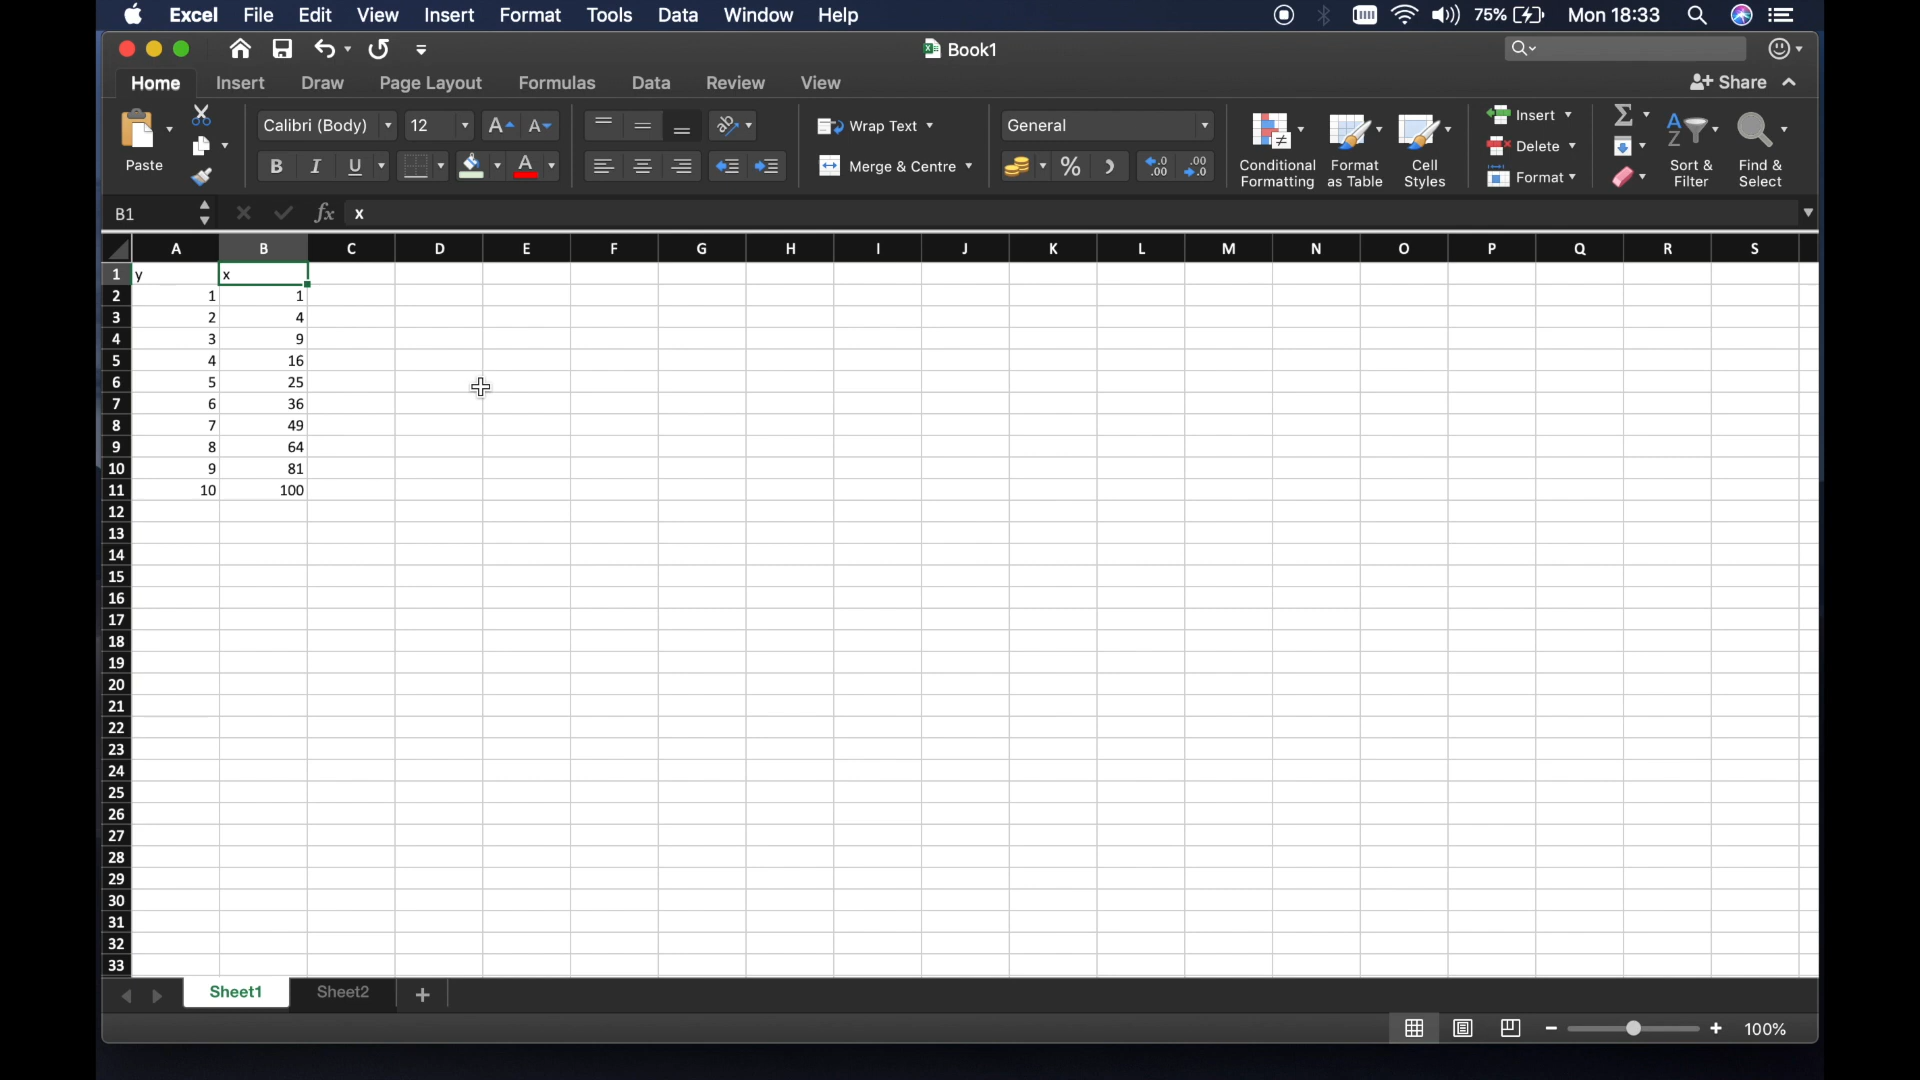 Excel File Edit View Insert Format Tools Data Window Help 75% Mon 18:33
Book1
Home Insert Draw Page Layout Formulas Data Review View Share
Paste Calibri (Body) 12 A A Wrap Text General Conditional Formatting Format as Table Cell Styles Insert Delete Format Sort & Filter Find & Select
B I U A Merge & Centre %
B1 fx x
A B C D E F G H I J K L M N O P Q R S
1 y x
2 1 1
3 2 4
4 3 9
5 4 16
6 5 25
7 6 36
8 7 49
9 8 64
10 9 81
11 10 100
12
13
14
15
16
17
18
19
20
21
22
23
24
25
26
27
28
29
30
31
32
33
Sheet1 Sheet2 +
100%